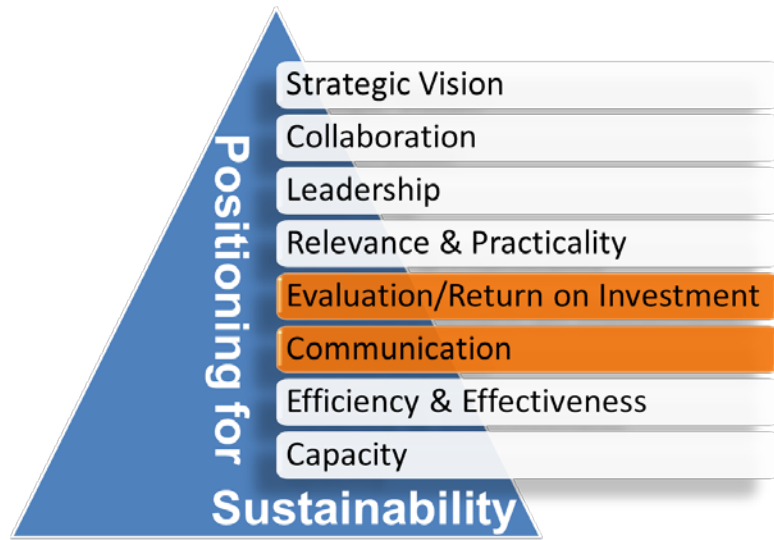 Strategic Vision
Collaboration
Leadership
Relevance & Practicality
Evaluation/Return on Investment
Communication
Efficiency & Effectiveness
Capacity
Positioning for
Sustainability